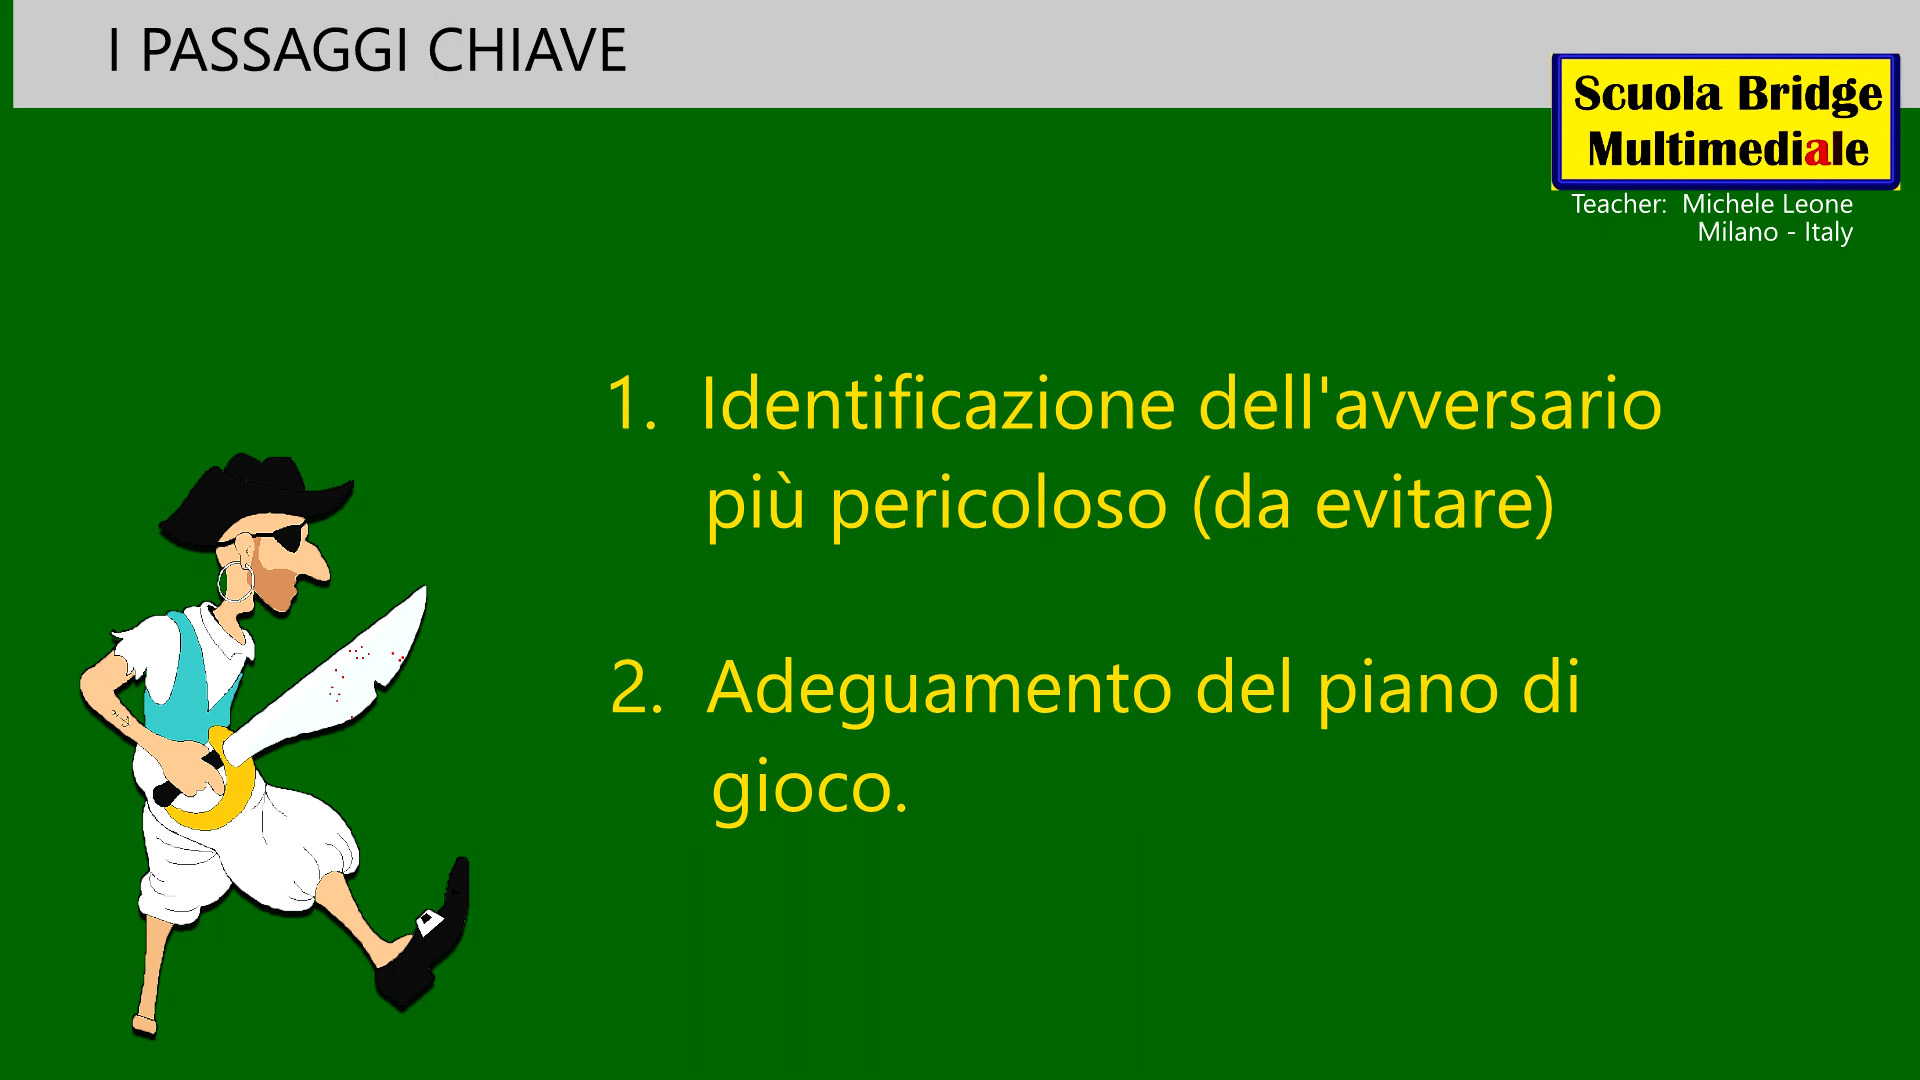 I PASSAGGI CHIAVE
Scuola Bridge
Multimediale
Teacher: Michele Leone
Milano - Italy
1. Identificazione dell'avversario
più pericoloso (da evitare)
2. Adeguamento del piano di
gioco.